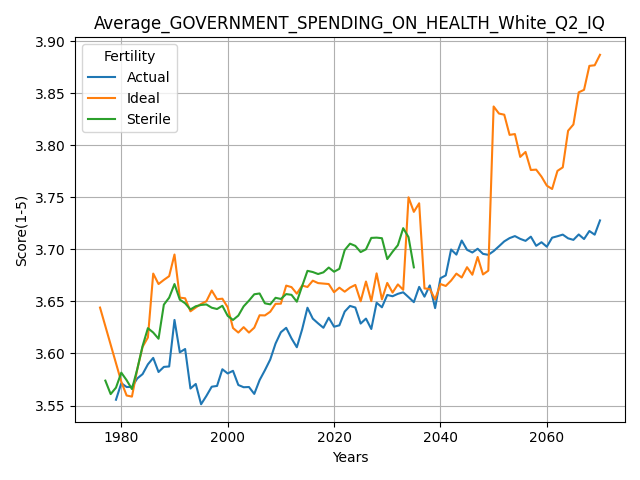 Average_GOVERNMENT_SPENDING_ON_HEALTH_White_Q2_IQ
Fertility
Actual
Ideal
Sterile
Score(1-5)
3.90
3.85
3.80
3.75
3.70
3.65
3.60
3.55
1980
2000
2020
2040
2060
Years